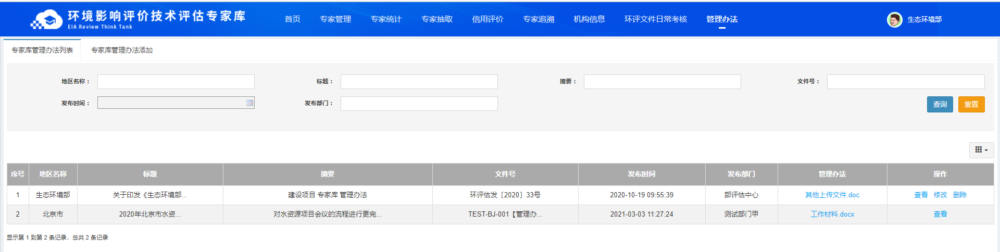 环境影响评价技术评估专家库
EIA Review Think Tank
首页 专家管理 专家统计 专家抽取 信用评价 专家追溯 机构信息 环评文件日常考核 管理办法 生态环境部
专家库管理办法列表 专家库管理办法添加
地区名称： 标题： 摘要： 文件号：
发布时间： 发布部门： 查询 重置
序号 地区名称 标题 摘要 文件号 发布时间 发布部门 管理办法 操作
1 生态环境部 关于印发《生态环境部... 建设项目 专家库 管理办法 环评估发〔2020〕33号 2020-10-19 09:55:39 部评估中心 其他上传文件.doc 查看 修改 删除
2 北京市 2020年北京市水资... 对水资源项目会议的流程进行更完... TEST-BJ-001【管理办... 2021-03-03 11:27:24 测试部门甲 工作材料.docx 查看
显示第 1 到第 2 条记录，总共 2 条记录